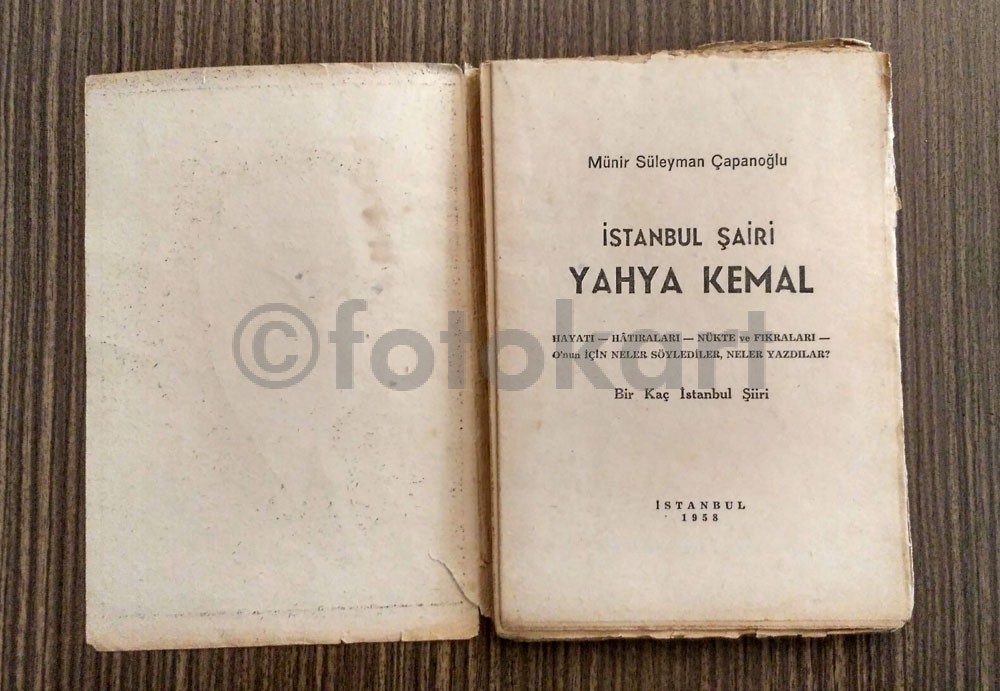 Münir Süleyman Çapanoğlu
İSTANBUL ŞAİRİ
YAHYA KEMAL
HAYATI — HÂTIRALARI — NÜKTE ve FIKRALARI —
O'nun İÇİN NELER SÖYLEDİLER, NELER YAZDILAR?
Bir Kaç İstanbul Şiiri
İSTANBUL
1958
©fotokart